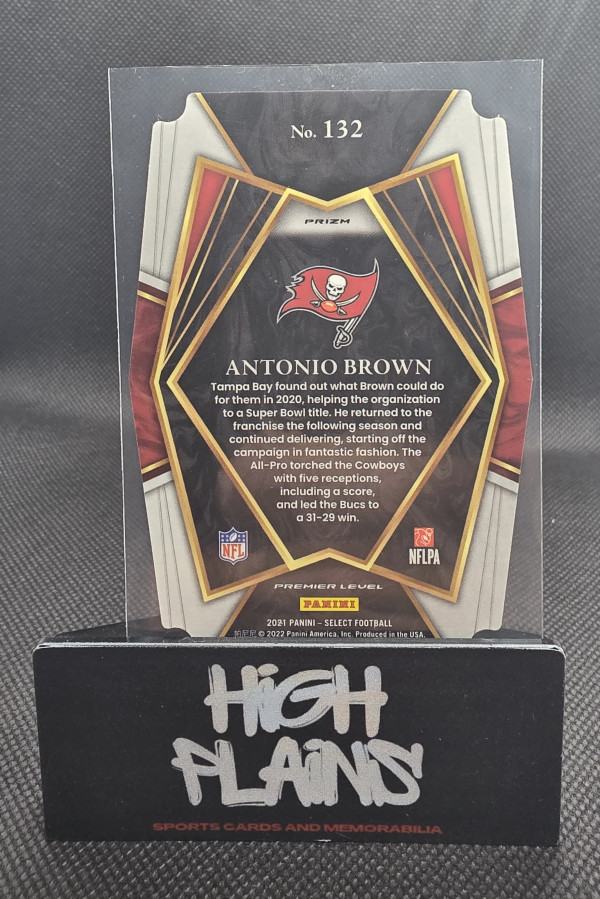 No. 132
PRIZM
ANTONIO BROWN
Tampa Bay found out what Brown could do
for them in 2020, helping the organization
to a Super Bowl title. He returned to the
franchise the following season and
continued delivering, starting off the
campaign in fantastic fashion. The
All-Pro torched the Cowboys
with five receptions,
including a score,
and led the Bucs to
a 31-29 win.
NFL
NFLPA
PREMIER LEVEL
PANINI
2021 PANINI – SELECT FOOTBALL
帕尼尼 © 2022 Panini America, Inc. Produced in the USA.
HiGH
PLAiNS
SPORTS CARDS AND MEMORABILIA